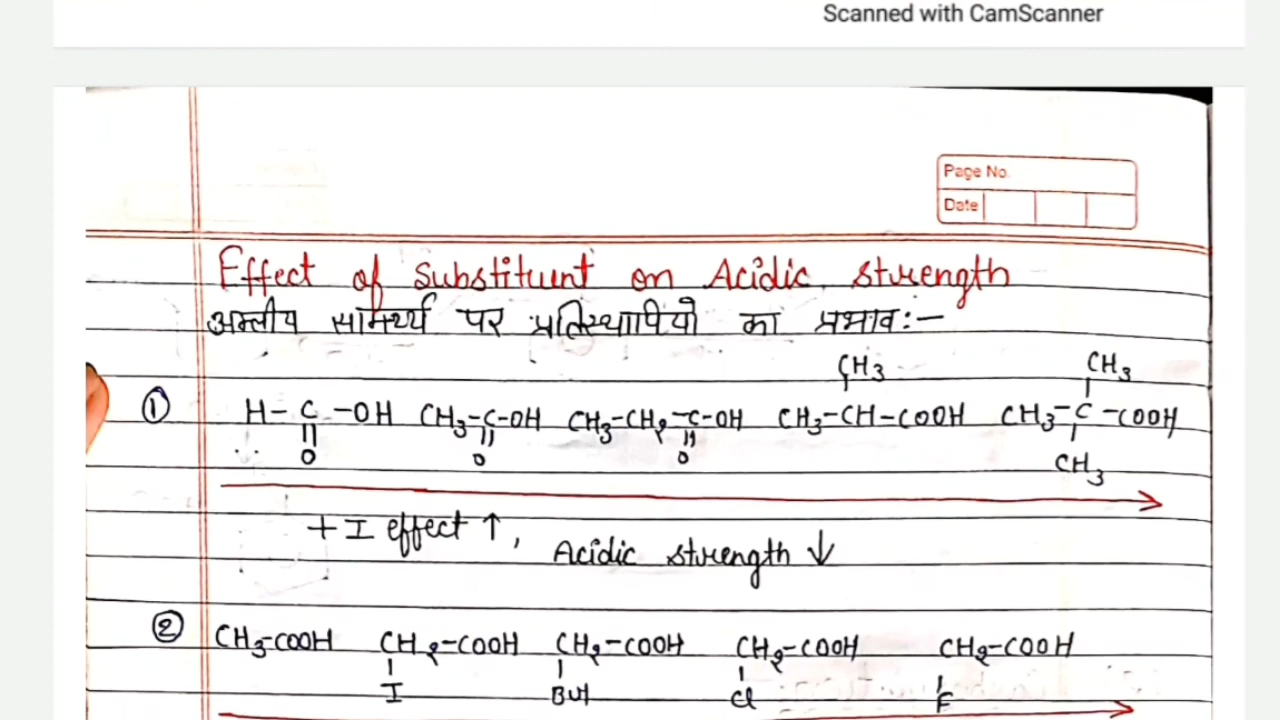 Scanned with CamScanner
Page No.
Date
Effect of Substituent on Acidic strength
अम्लीय सामर्थ्य पर प्रतिस्थापियो का प्रभाव:-
CH3 CH3
① H-C-OH CH3-C-OH CH3-CH2-C-OH CH3-CH-COOH CH3-C-COOH
O O O CH3
+I effect ↑, Acidic strength ↓
② CH3-COOH CH2-COOH CH2-COOH CH2-COOH CH2-COOH
I Br Cl F